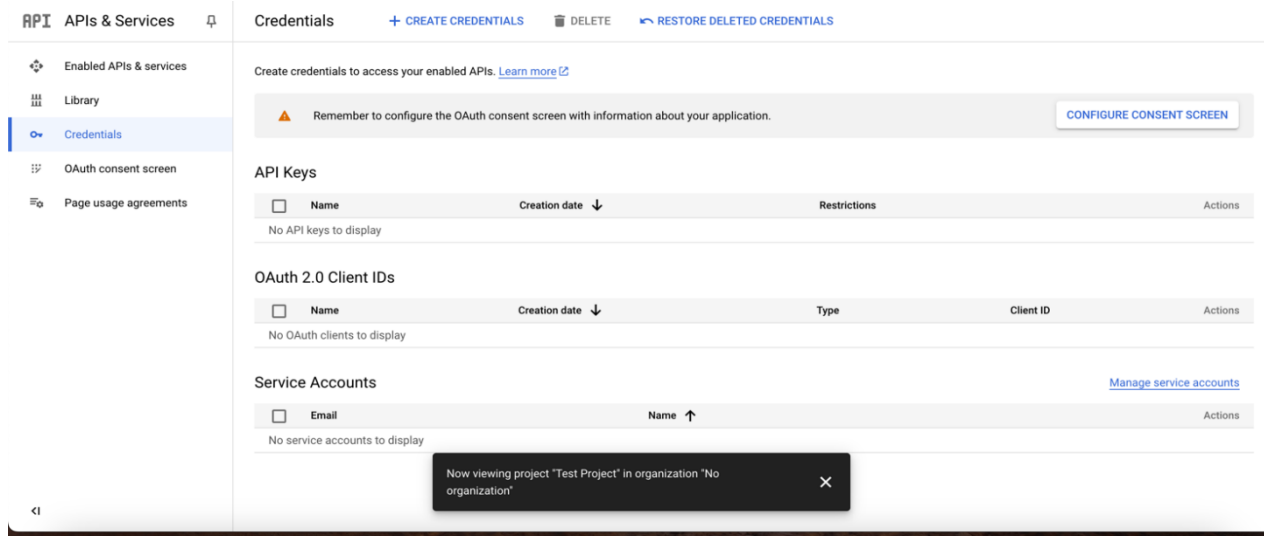 API APIs & Services
Enabled APIs & services
Library
Credentials
OAuth consent screen
Page usage agreements
Credentials + CREATE CREDENTIALS DELETE RESTORE DELETED CREDENTIALS
Create credentials to access your enabled APIs. Learn more
Remember to configure the OAuth consent screen with information about your application. CONFIGURE CONSENT SCREEN
API Keys
Name Creation date Restrictions Actions
No API keys to display
OAuth 2.0 Client IDs
Name Creation date Type Client ID Actions
No OAuth clients to display
Service Accounts Manage service accounts
Email Name Actions
No service accounts to display
Now viewing project "Test Project" in organization "No
organization"